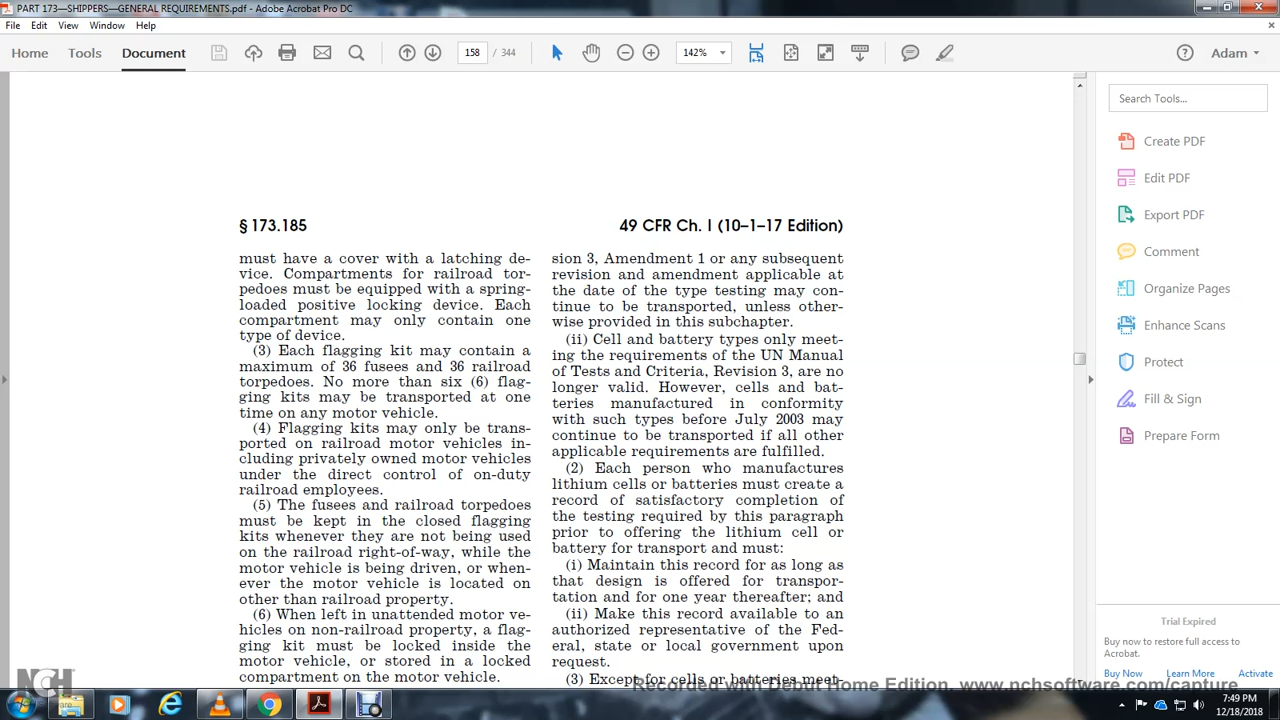 PART 173—SHIPPERS—GENERAL REQUIREMENTS.pdf - Adobe Acrobat Pro DC
File Edit View Window Help
Home Tools Document 158 / 344 142% Adam
§ 173.185
49 CFR Ch. I (10–1–17 Edition)
must have a cover with a latching de-
vice. Compartments for railroad tor-
pedoes must be equipped with a spring-
loaded positive locking device. Each
compartment may only contain one
type of device.
(3) Each flagging kit may contain a
maximum of 36 fusees and 36 railroad
torpedoes. No more than six (6) flag-
ging kits may be transported at one
time on any motor vehicle.
(4) Flagging kits may only be trans-
ported on railroad motor vehicles in-
cluding privately owned motor vehicles
under the direct control of on-duty
railroad employees.
(5) The fusees and railroad torpedoes
must be kept in the closed flagging
kits whenever they are not being used
on the railroad right-of-way, while the
motor vehicle is being driven, or when-
ever the motor vehicle is located on
other than railroad property.
(6) When left in unattended motor ve-
hicles on non-railroad property, a flag-
ging kit must be locked inside the
motor vehicle, or stored in a locked
compartment on the motor vehicle.
sion 3, Amendment 1 or any subsequent
revision and amendment applicable at
the date of the type testing may con-
tinue to be transported, unless other-
wise provided in this subchapter.
(ii) Cell and battery types only meet-
ing the requirements of the UN Manual
of Tests and Criteria, Revision 3, are no
longer valid. However, cells and bat-
teries manufactured in conformity
with such types before July 2003 may
continue to be transported if all other
applicable requirements are fulfilled.
(2) Each person who manufactures
lithium cells or batteries must create a
record of satisfactory completion of
the testing required by this paragraph
prior to offering the lithium cell or
battery for transport and must:
(i) Maintain this record for as long as
that design is offered for transpor-
tation and for one year thereafter; and
(ii) Make this record available to an
authorized representative of the Fed-
eral, state or local government upon
request.
(3) Except for cells or batteries meet-
Search Tools...
Create PDF
Edit PDF
Export PDF
Comment
Organize Pages
Enhance Scans
Protect
Fill & Sign
Prepare Form
Trial Expired
Buy now to restore full access to
Acrobat.
Buy Now Learn More Activate
NCH
Recorded with Debut Home Edition. www.nchsoftware.com/capture
7:49 PM
12/18/2018